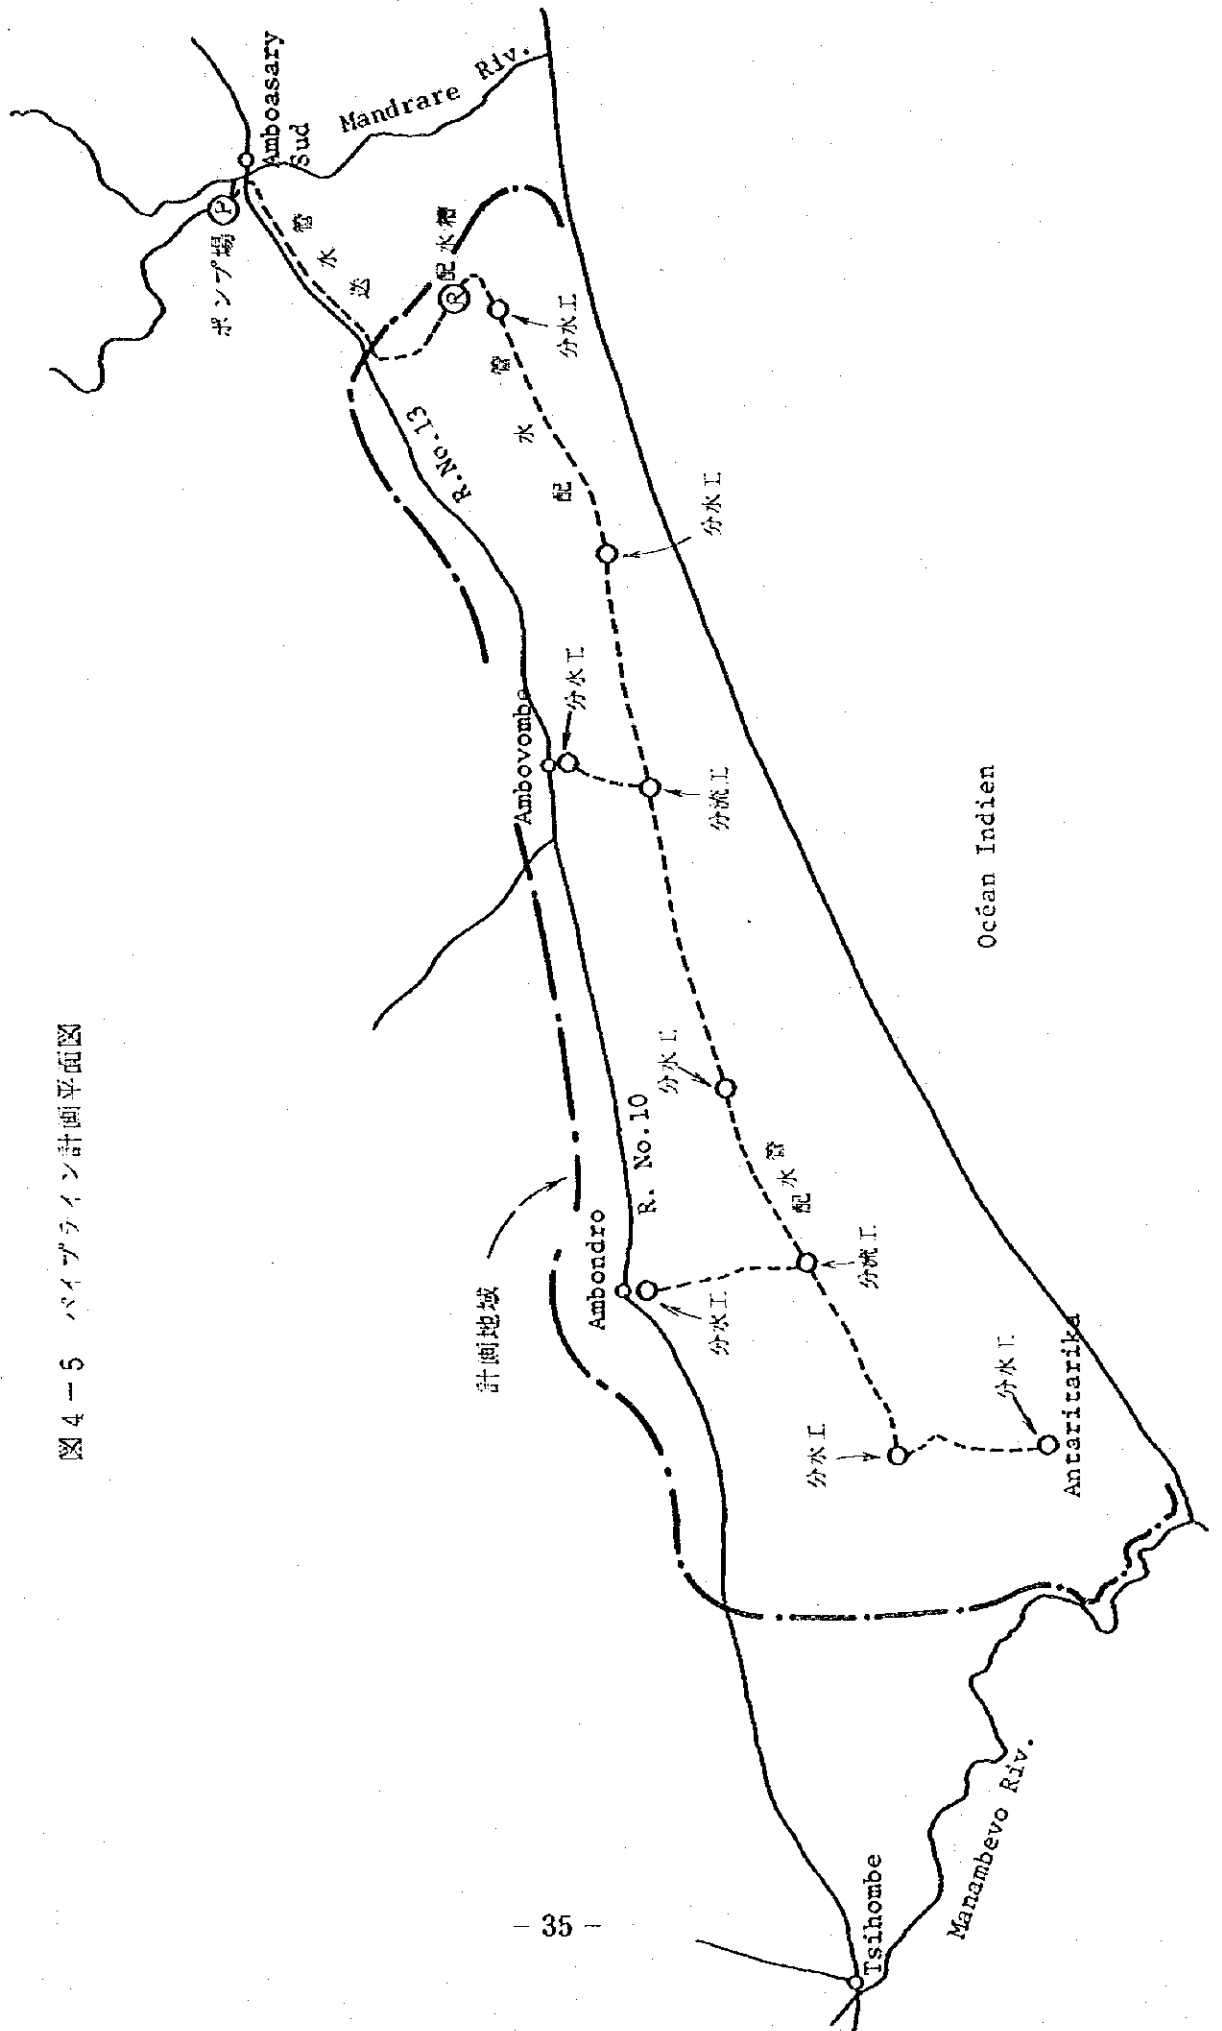 図4-5 パイプライン計画平面図
Amboasary
Sud
Mandrare Riv.
P
ポンプ場
送水管
配水槽
R
分水工
配水管
R.No.13
分水工
Ambovombe
分水工
分流工
Océan Indien
分水工
R. No.10
配水管
計画地域
Ambondro
分水工
分流工
分水工
分水工
Antaritarika
Manambevo Riv.
Tsihombe
- 35 -